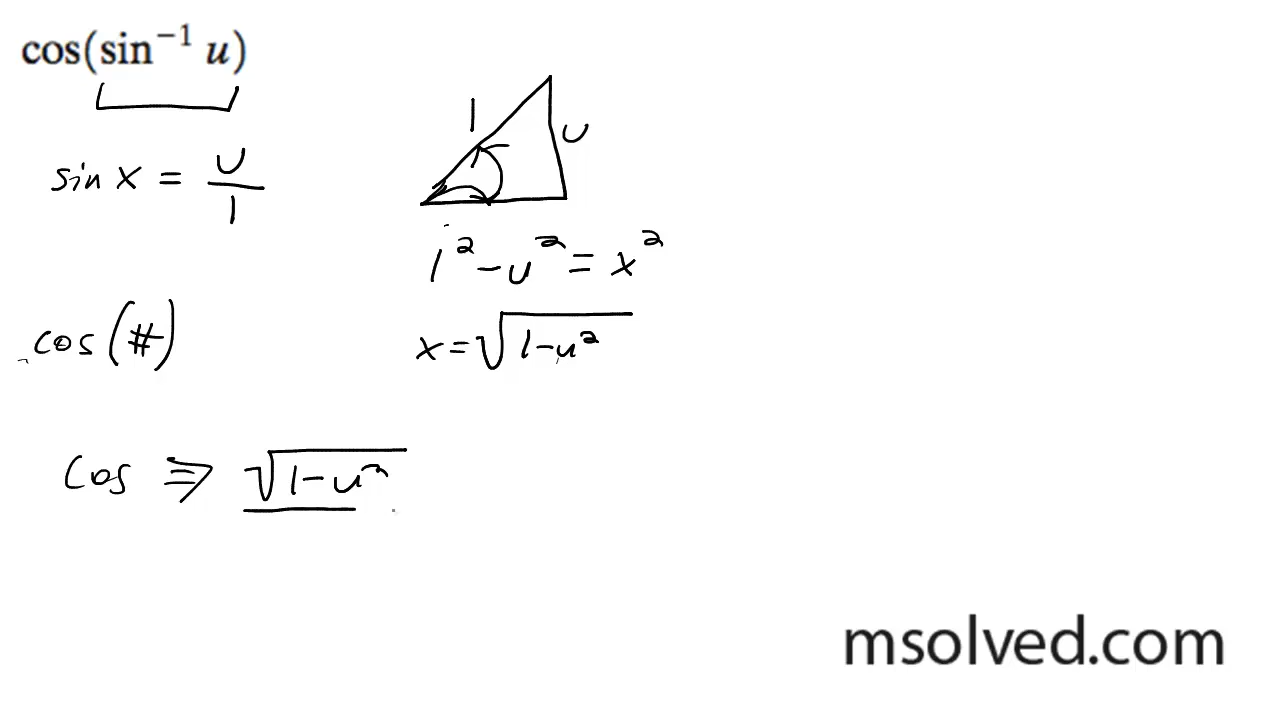 cos(sin⁻¹ u)
sin x = u/1
1
u
1² - u² = x²
x = √(1-u²)
cos(#)
cos ⇒ √(1-u²)
msolved.com